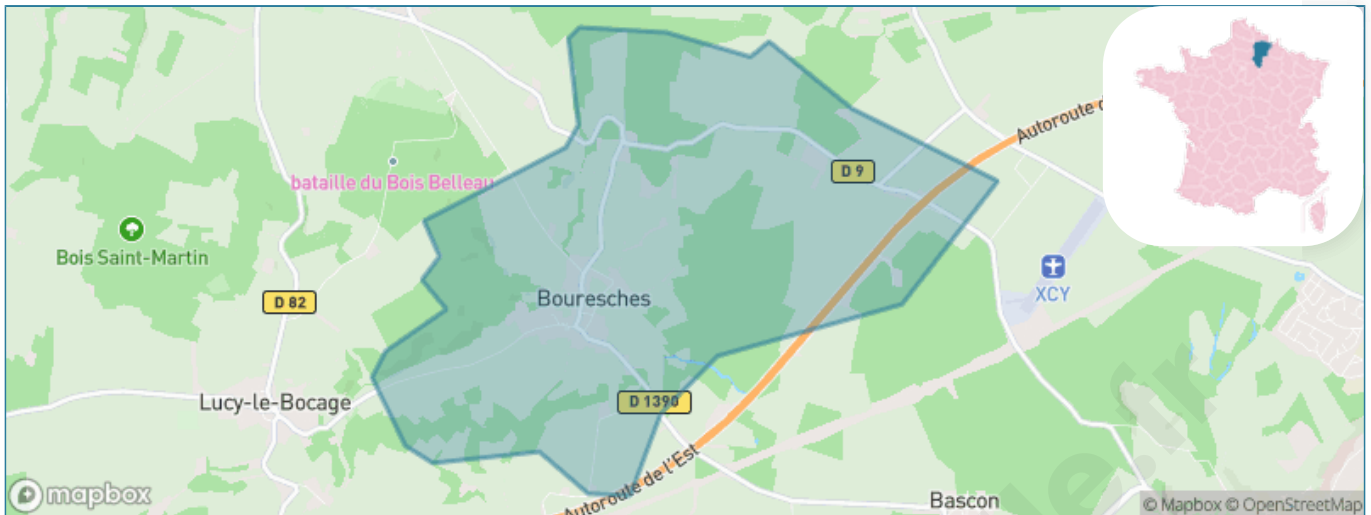 Autoroute d
D 9
bataille du Bois Belleau
Bois Saint-Martin
XCY
Bouresches
D 82
Lucy-le-Bocage
D 1390
Autoroute de l'Est
Bascon
mapbox
© Mapbox © OpenStreetMap